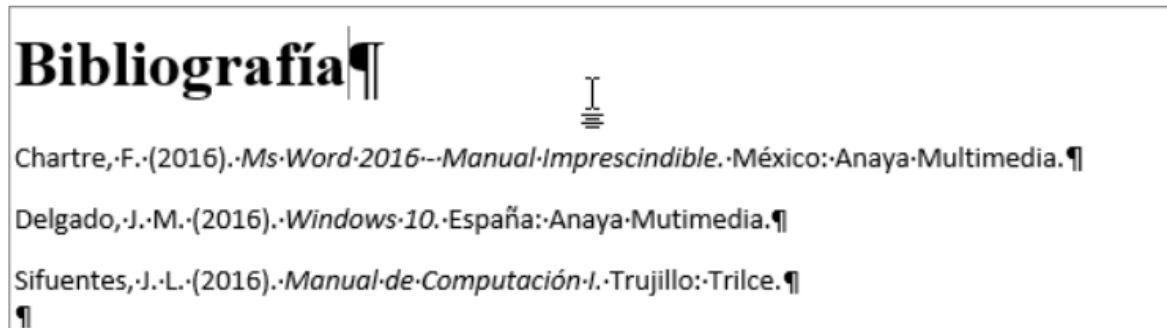 Bibliografía¶
Chartre,·F.·(2016).·Ms·Word·2016·-·Manual·Imprescindible.·México:·Anaya·Multimedia.¶
Delgado,·J.·M.·(2016).·Windows·10.·España:·Anaya·Mutimedia.¶
Sifuentes,·J.·L.·(2016).·Manual·de·Computación·I.·Trujillo:·Trilce.¶
¶